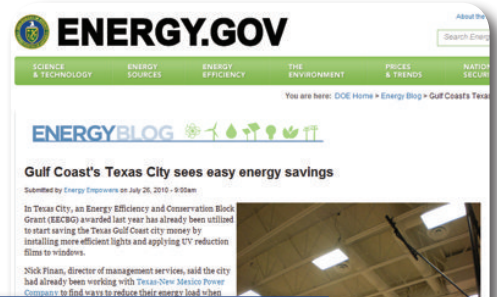 ENERGY.GOV
About the
Search Energ
SCIENCE & TECHNOLOGY
ENERGY SOURCES
ENERGY EFFICIENCY
THE ENVIRONMENT
PRICES & TRENDS
NATION SECURI
You are here: DOE Home > Energy Blog > Gulf Coast's Texas
ENERGYBLOG
Gulf Coast's Texas City sees easy energy savings
Submitted by Energy Empowers on July 26, 2010 - 9:03am
In Texas City, an Energy Efficiency and Conservation Block
Grant (EECBG) awarded last year has already been utilized
to start saving the Texas Gulf Coast city money by
installing more efficient lights and applying UV reduction
films to windows.
Nick Finan, director of management services, said the city
had already been working with Texas-New Mexico Power
Company to find ways to reduce their energy load when